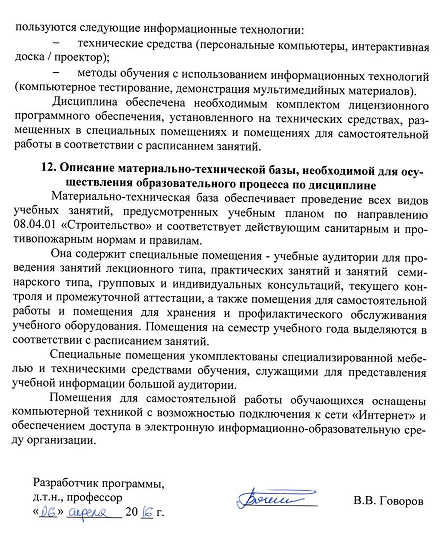 пользуются следующие информационные технологии:
– технические средства (персональные компьютеры, интерактивная
доска / проектор);
– методы обучения с использованием информационных технологий
(компьютерное тестирование, демонстрация мультимедийных материалов).
Дисциплина обеспечена необходимым комплектом лицензионного
программного обеспечения, установленного на технических средствах, раз-
мещенных в специальных помещениях и помещениях для самостоятельной
работы в соответствии с расписанием занятий.
12. Описание материально-технической базы, необходимой для осу-
ществления образовательного процесса по дисциплине
Материально-техническая база обеспечивает проведение всех видов
учебных занятий, предусмотренных учебным планом по направлению
08.04.01 «Строительство» и соответствует действующим санитарным и про-
тивопожарным нормам и правилам.
Она содержит специальные помещения - учебные аудитории для про-
ведения занятий лекционного типа, практических занятий и занятий семи-
нарского типа, групповых и индивидуальных консультаций, текущего кон-
троля и промежуточной аттестации, а также помещения для самостоятельной
работы и помещения для хранения и профилактического обслуживания
учебного оборудования. Помещения на семестр учебного года выделяются в
соответствии с расписанием занятий.
Специальные помещения укомплектованы специализированной мебе-
лью и техническими средствами обучения, служащими для представления
учебной информации большой аудитории.
Помещения для самостоятельной работы обучающихся оснащены
компьютерной техникой с возможностью подключения к сети «Интернет» и
обеспечением доступа в электронную информационно-образовательную сре-
ду организации.
Разработчик программы,
д.т.н., профессор В.В. Говоров
«06» апреля 2016 г.